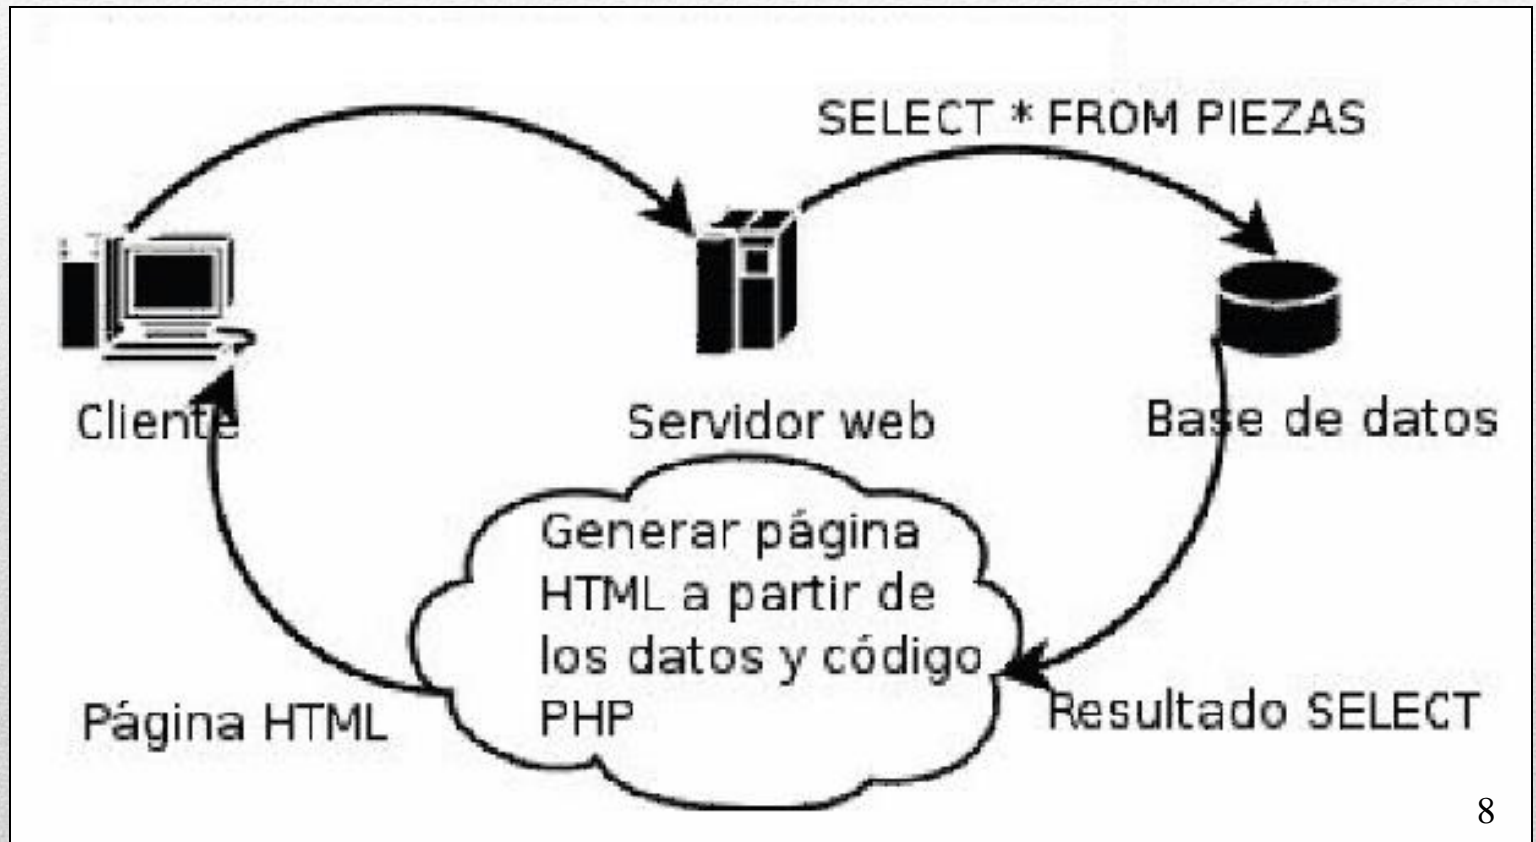 SELECT * FROM PIEZAS
Cliente
Servidor web
Base de datos
Generar página
HTML a partir de
los datos y código
PHP
Página HTML
Resultado SELECT
8